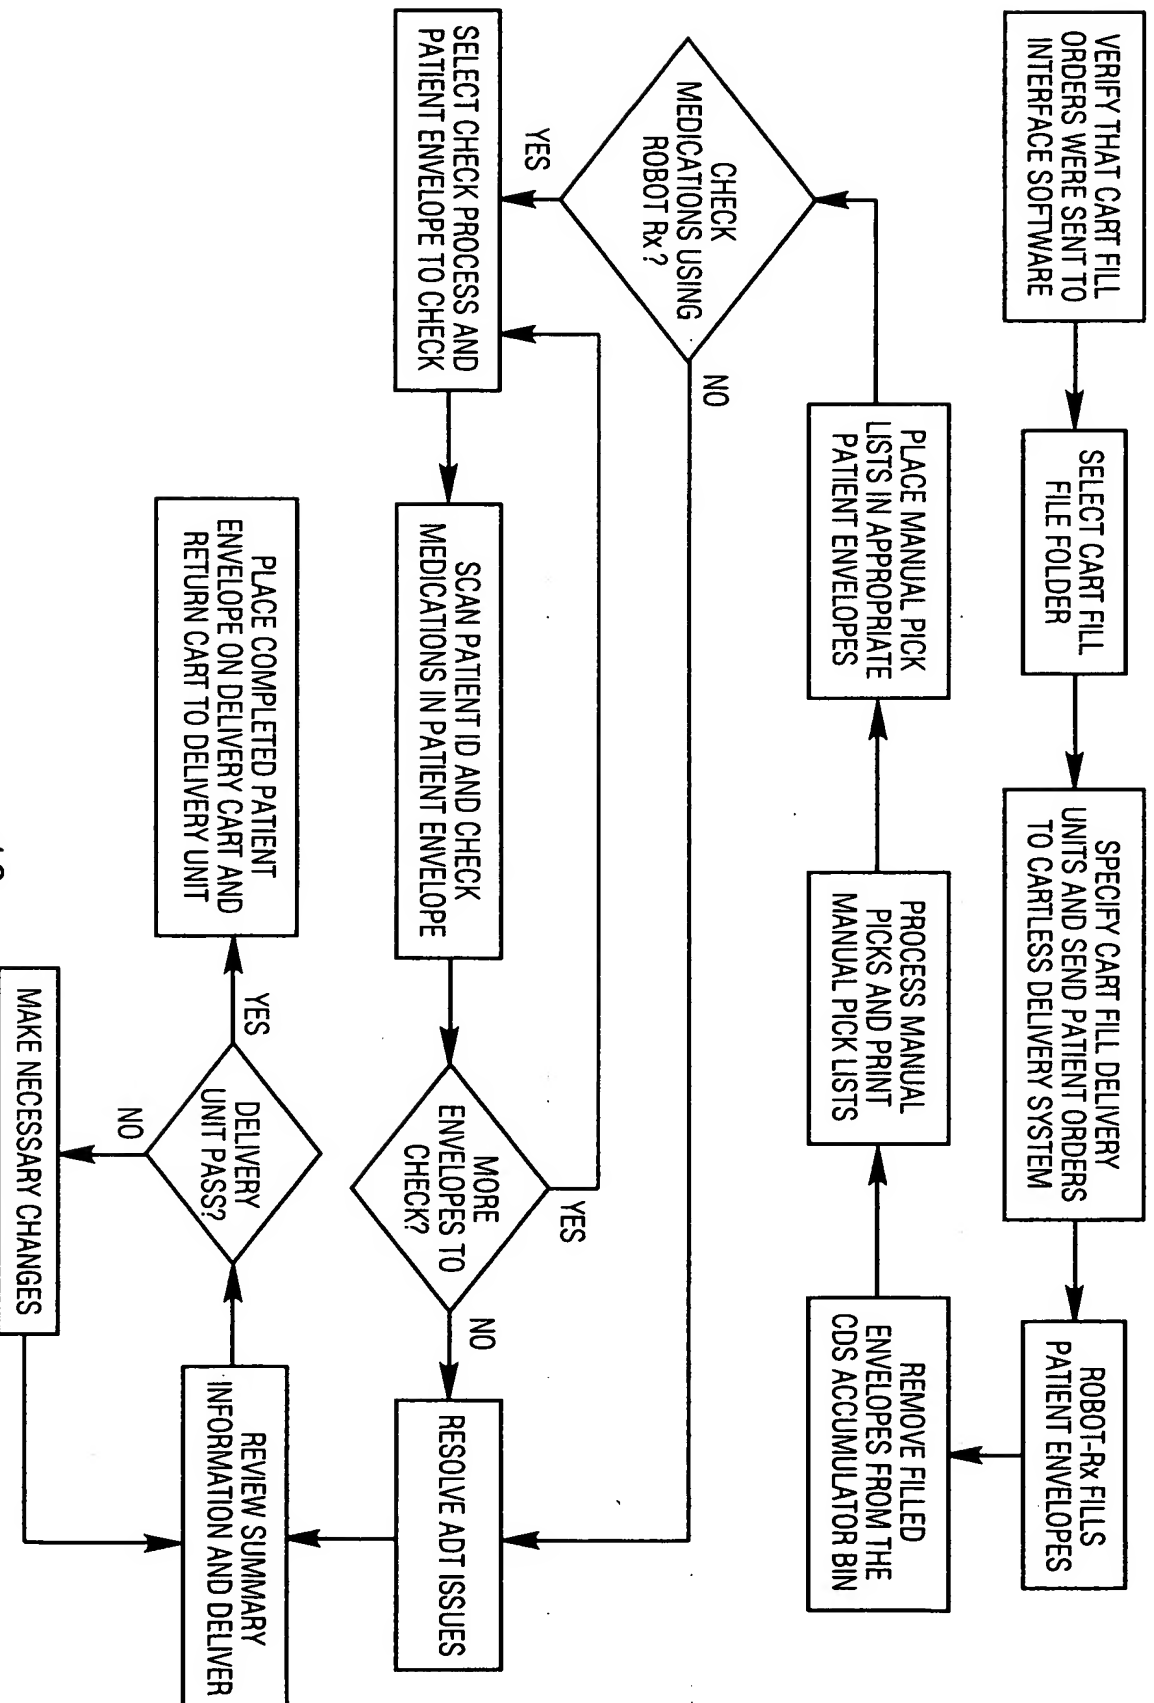 VERIFY THAT CART FILL
ORDERS WERE SENT TO
INTERFACE SOFTWARE
SELECT CART FILL
FILE FOLDER
SPECIFY CART FILL DELIVERY
UNITS AND SEND PATIENT ORDERS
TO CARTLESS DELIVERY SYSTEM
ROBOT-Rx FILLS
PATIENT ENVELOPES
REMOVE FILLED
ENVELOPES FROM THE
CDS ACCUMULATOR BIN
PROCESS MANUAL
PICKS AND PRINT
MANUAL PICK LISTS
PLACE MANUAL PICK
LISTS IN APPROPRIATE
PATIENT ENVELOPES
CHECK
MEDICATIONS USING
ROBOT Rx?
NO
YES
SELECT CHECK PROCESS AND
PATIENT ENVELOPE TO CHECK
SCAN PATIENT ID AND CHECK
MEDICATIONS IN PATIENT ENVELOPE
MORE
ENVELOPES TO
CHECK?
YES
NO
RESOLVE ADT ISSUES
REVIEW SUMMARY
INFORMATION AND DELIVER
DELIVERY
UNIT PASS?
YES
NO
PLACE COMPLETED PATIENT
ENVELOPE ON DELIVERY CART AND
RETURN CART TO DELIVERY UNIT
MAKE NECESSARY CHANGES